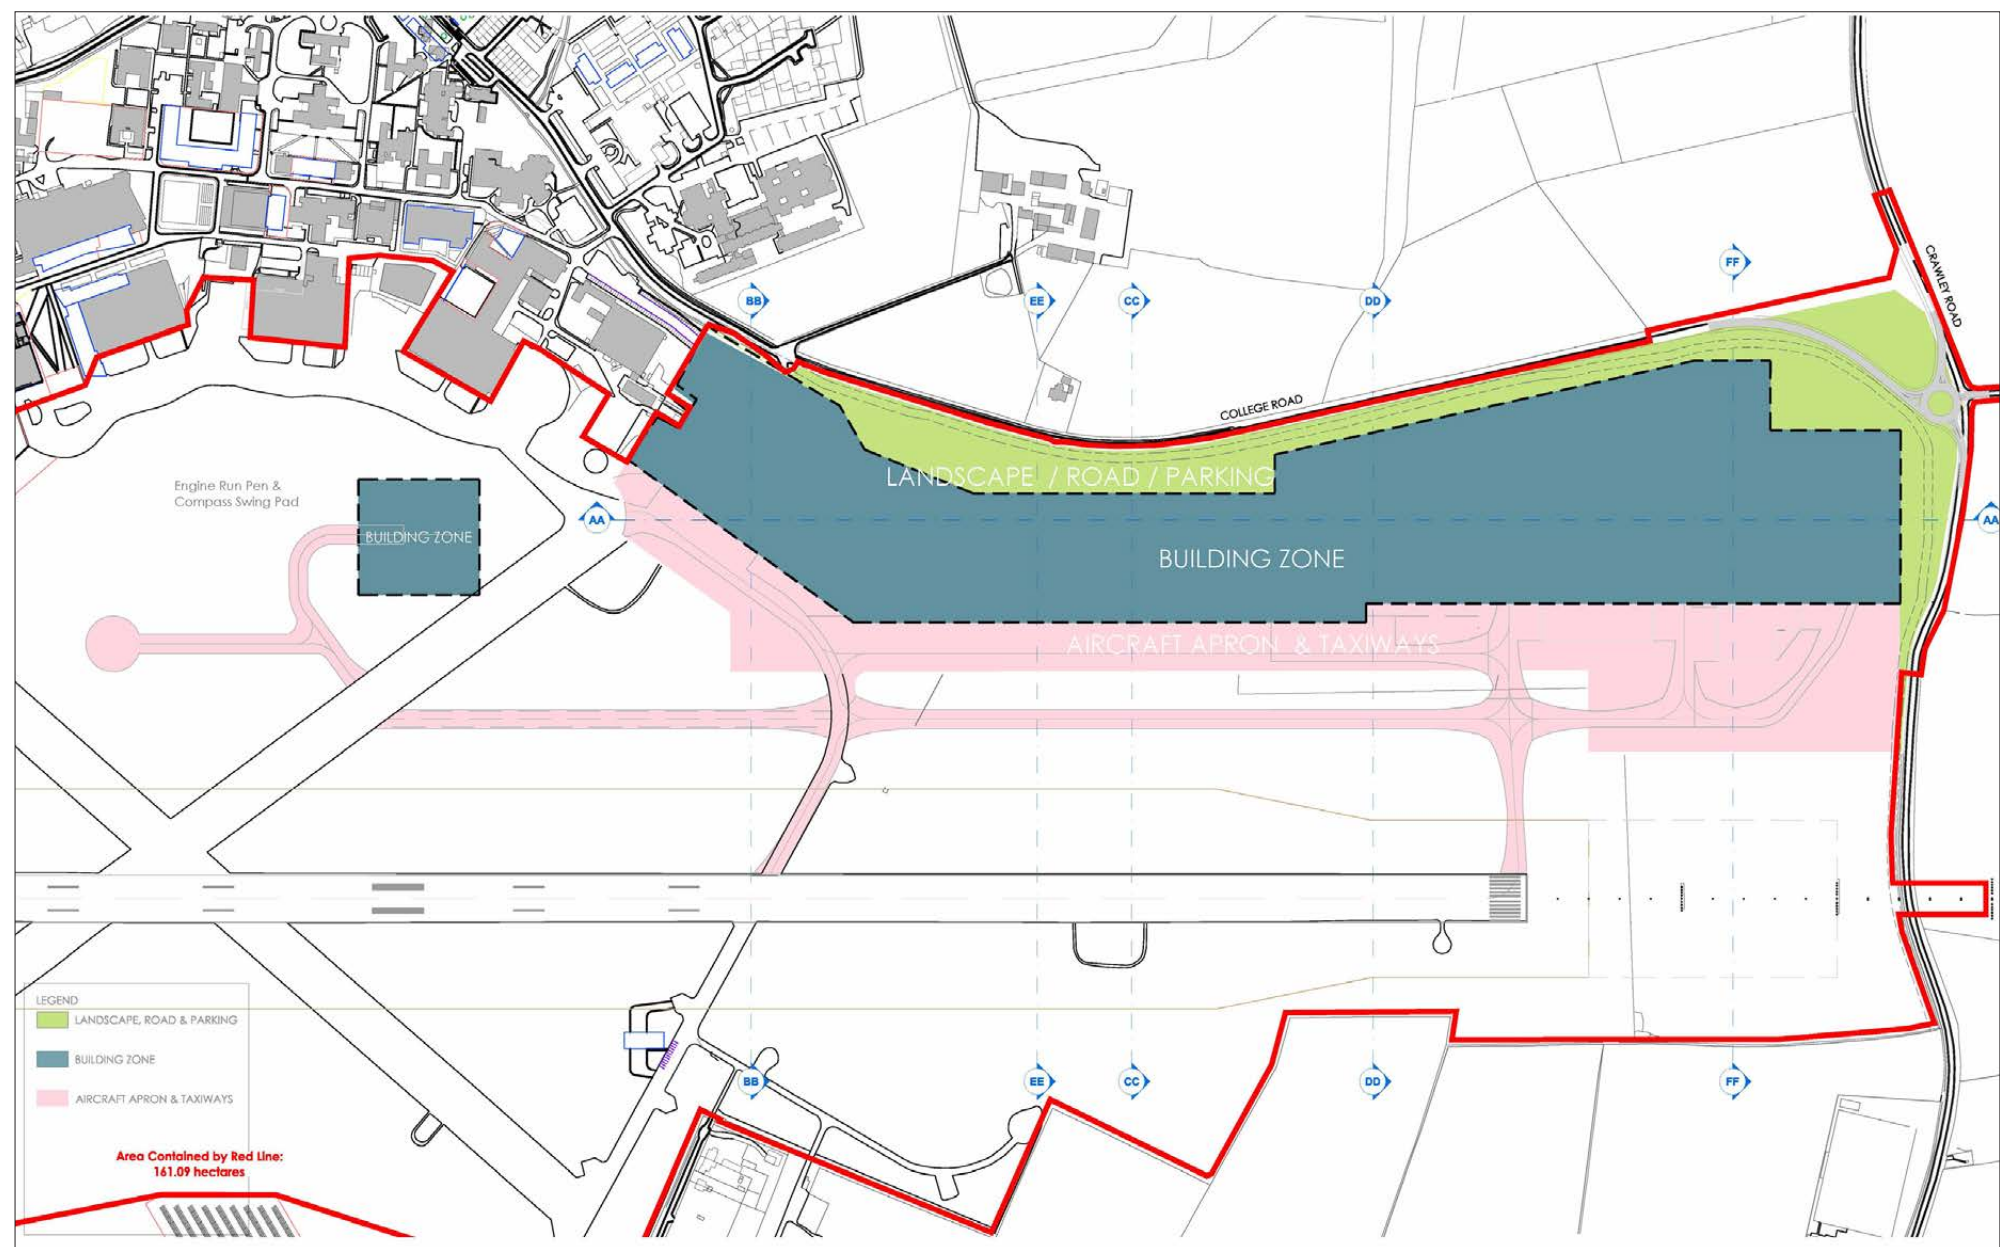 BB
EE
CC
DD
FF
CRAWLEY ROAD
COLLEGE ROAD
LANDSCAPE / ROAD / PARKING
Engine Run Pen &
Compass Swing Pad
AA
AA
BUILDING ZONE
BUILDING ZONE
AIRCRAFT APRON & TAXIWAYS
LEGEND
LANDSCAPE, ROAD & PARKING
BUILDING ZONE
AIRCRAFT APRON & TAXIWAYS
BB
EE
CC
DD
FF
Area Contained by Red Line:
161.09 hectares